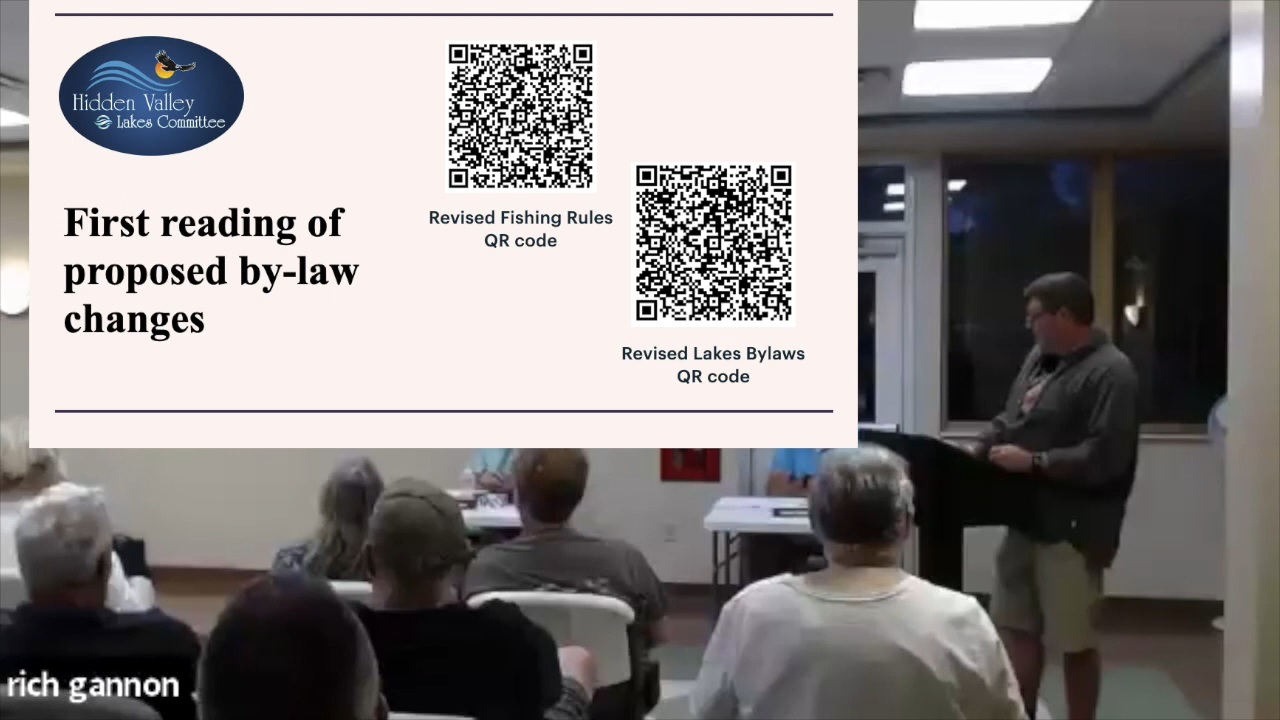 Hidden Valley
Lakes Committee
First reading of
proposed by-law
changes
Revised Fishing Rules
QR code
Revised Lakes Bylaws
QR code
rich gannon